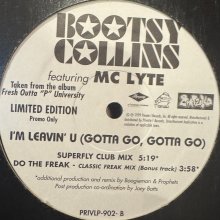 BOOTSY
COLLINS
featuring MC LYTE
Taken from the album
Fresh Outta "P" University
LIMITED EDITION
Promo Only
I'M LEAVIN' U (GOTTA GO, GOTTA GO)
SUPERFLY CLUB MIX 5:19"
DO THE FREAK - CLASSIC FREAK MIX (Bonus track) 3:58"
*additional production and remix by Boogieman & Prophets
Post production co-ordination by Joey Batts
PRIVLP-902- B